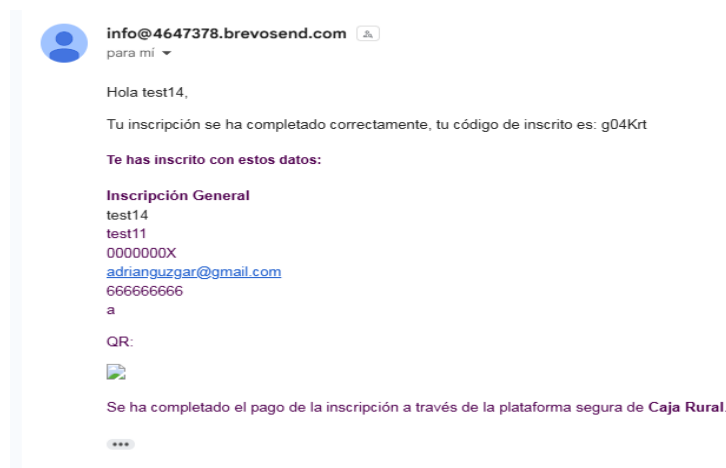 info@4647378.brevosend.com
para mí
Hola test14,
Tu inscripción se ha completado correctamente, tu código de inscrito es: g04Krt
Te has inscrito con estos datos:
Inscripción General
test14
test11
0000000X
adrianguzgar@gmail.com
666666666
a
QR:
Se ha completado el pago de la inscripción a través de la plataforma segura de Caja Rural.